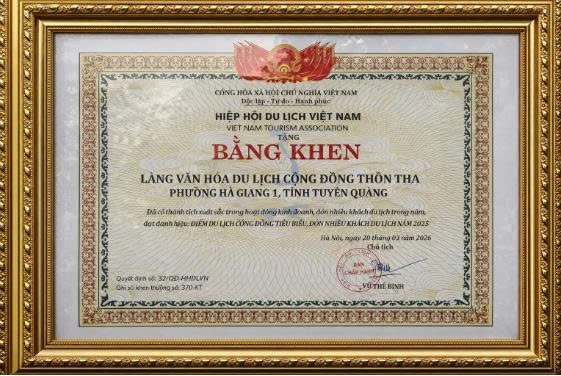 CỘNG HÒA XÃ HỘI CHỦ NGHĨA VIỆT NAM
Độc lập - Tự do - Hạnh phúc
HIỆP HỘI DU LỊCH VIỆT NAM
VIET NAM TOURISM ASSOCIATION
TẶNG
BẰNG KHEN
LÀNG VĂN HÓA DU LỊCH CỘNG ĐỒNG THÔN THA
PHƯỜNG HÀ GIANG 1, TỈNH TUYÊN QUANG
Đã có thành tích xuất sắc trong hoạt động kinh doanh, đón nhiều khách du lịch trong năm,
đạt danh hiệu: ĐIỂM DU LỊCH CỘNG ĐỒNG TIÊU BIỂU, ĐÓN NHIỀU KHÁCH DU LỊCH NĂM 2025
Hà Nội, ngày 20 tháng 03 năm 2026
Chủ tịch
BAN
CHẤP HÀNH
Quyết định số: 32/QĐ-HHDLVN
Ghi sổ khen thưởng số: 370-KT
VŨ THẾ BÌNH